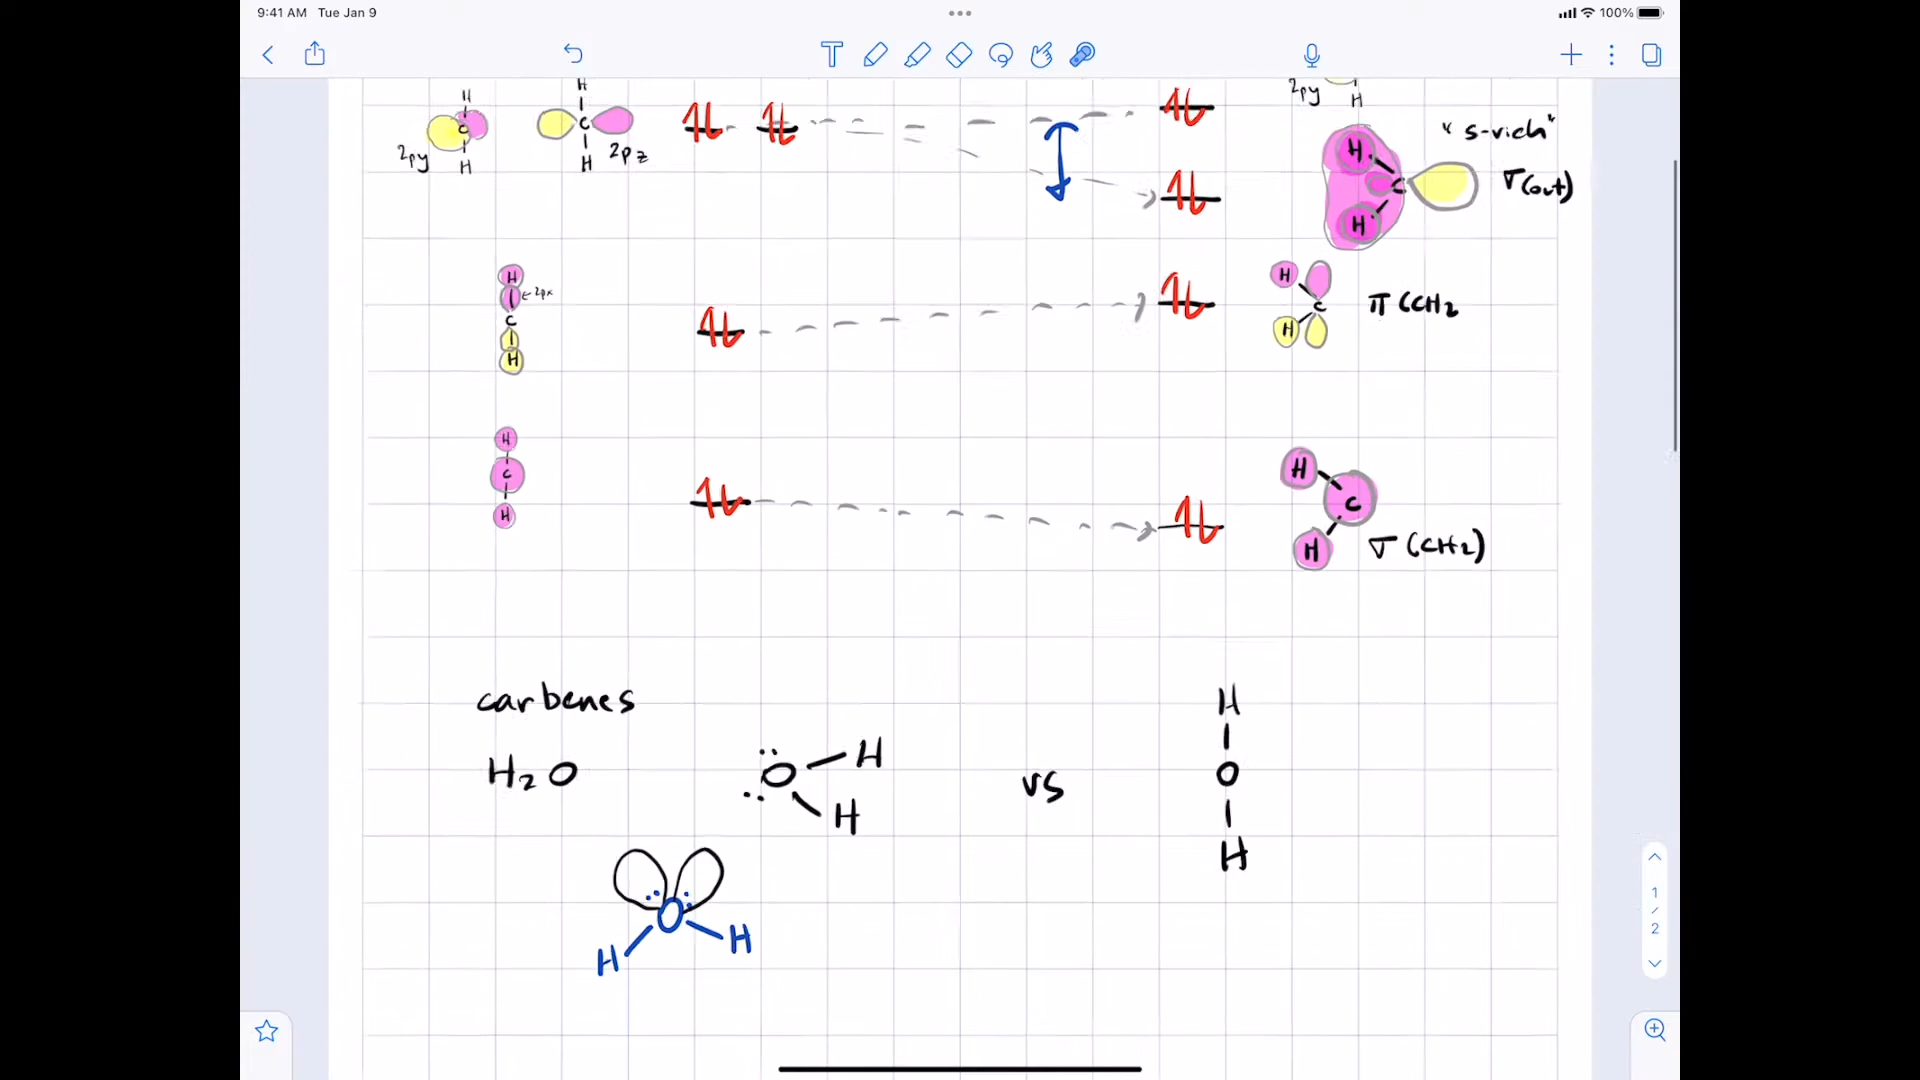 9:41 AM Tue Jan 9
100%
H
C
H
2py
H
C
H
2pz
2py
H
"s-rich"
H
C
H
σ(out)
H
2px
C
H
H
C
H
π CCH2
H
C
H
H
C
H
σ (CH2)
carbenes
H2O
O
H
H
vs
H
O
H
O
H
H
1
/
2